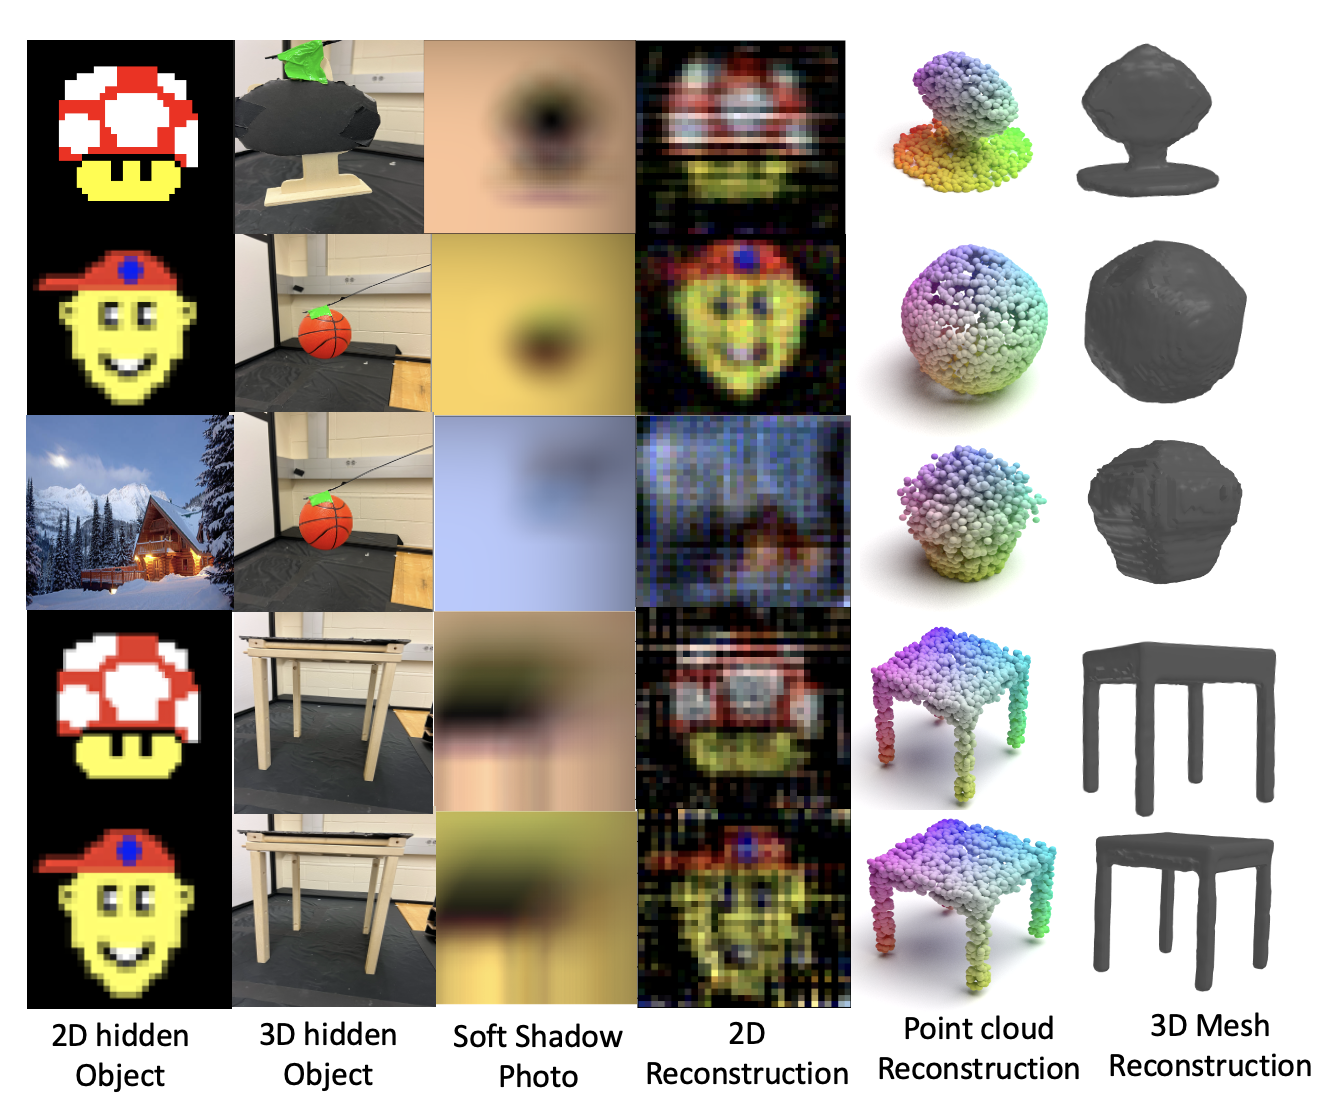 2D hidden
Object
3D hidden
Object
Soft Shadow
Photo
2D
Reconstruction
Point cloud
Reconstruction
3D Mesh
Reconstruction